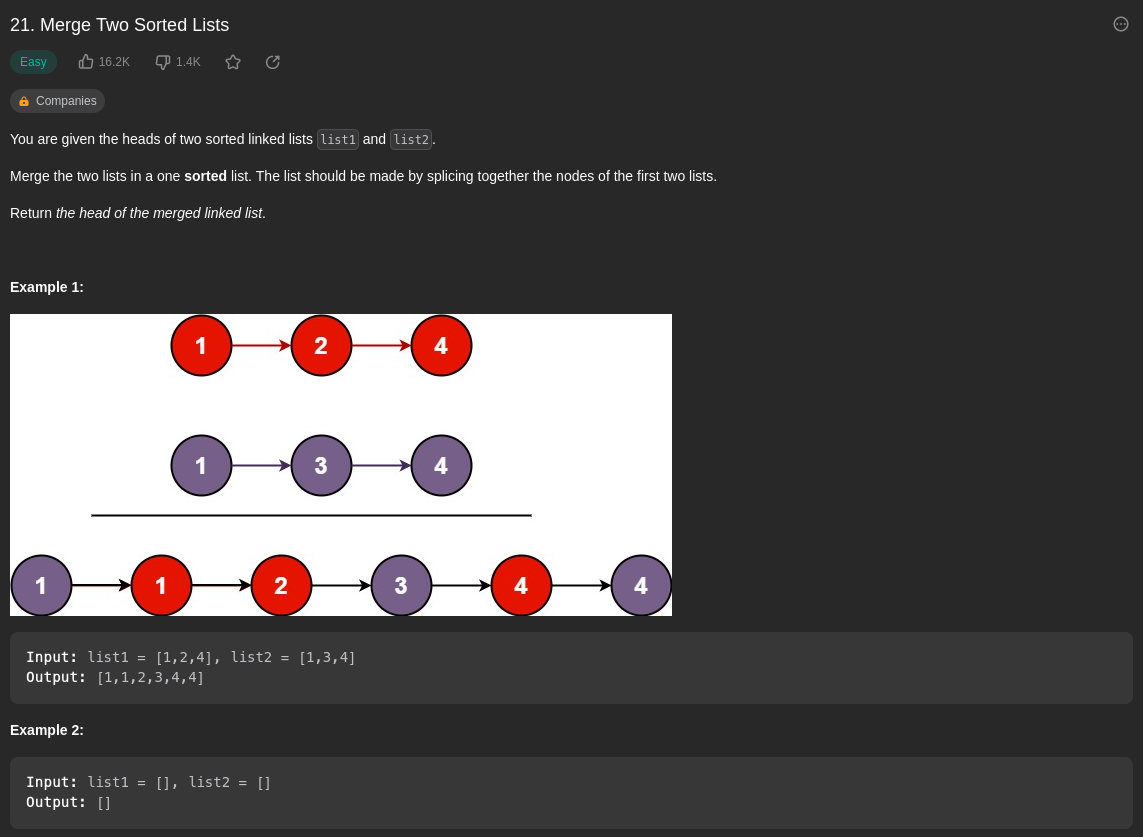 21. Merge Two Sorted Lists
Easy 16.2K 1.4K
Companies
You are given the heads of two sorted linked lists list1 and list2.
Merge the two lists in a one sorted list. The list should be made by splicing together the nodes of the first two lists.
Return the head of the merged linked list.
Example 1:
1 2 4
1 3 4
1 1 2 3 4 4
Input: list1 = [1,2,4], list2 = [1,3,4]
Output: [1,1,2,3,4,4]
Example 2:
Input: list1 = [], list2 = []
Output: []